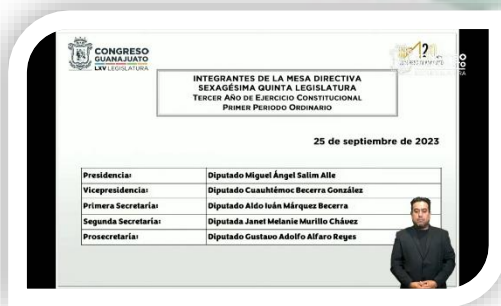 CONGRESO
GUANAJUATO
LXV LEGISLATURA
INTEGRANTES DE LA MESA DIRECTIVA
SEXAGÉSIMA QUINTA LEGISLATURA
TERCER AÑO DE EJERCICIO CONSTITUCIONAL
PRIMER PERIODO ORDINARIO
25 de septiembre de 2023
Presidencia: Diputado Miguel Ángel Salim Alle
Vicepresidencia: Diputado Cuauhtémoc Becerra González
Primera Secretaría: Diputado Aldo Iván Márquez Becerra
Segunda Secretaría: Diputada Janet Melanie Murillo Chávez
Prosecretaría: Diputado Gustavo Adolfo Alfaro Reyes